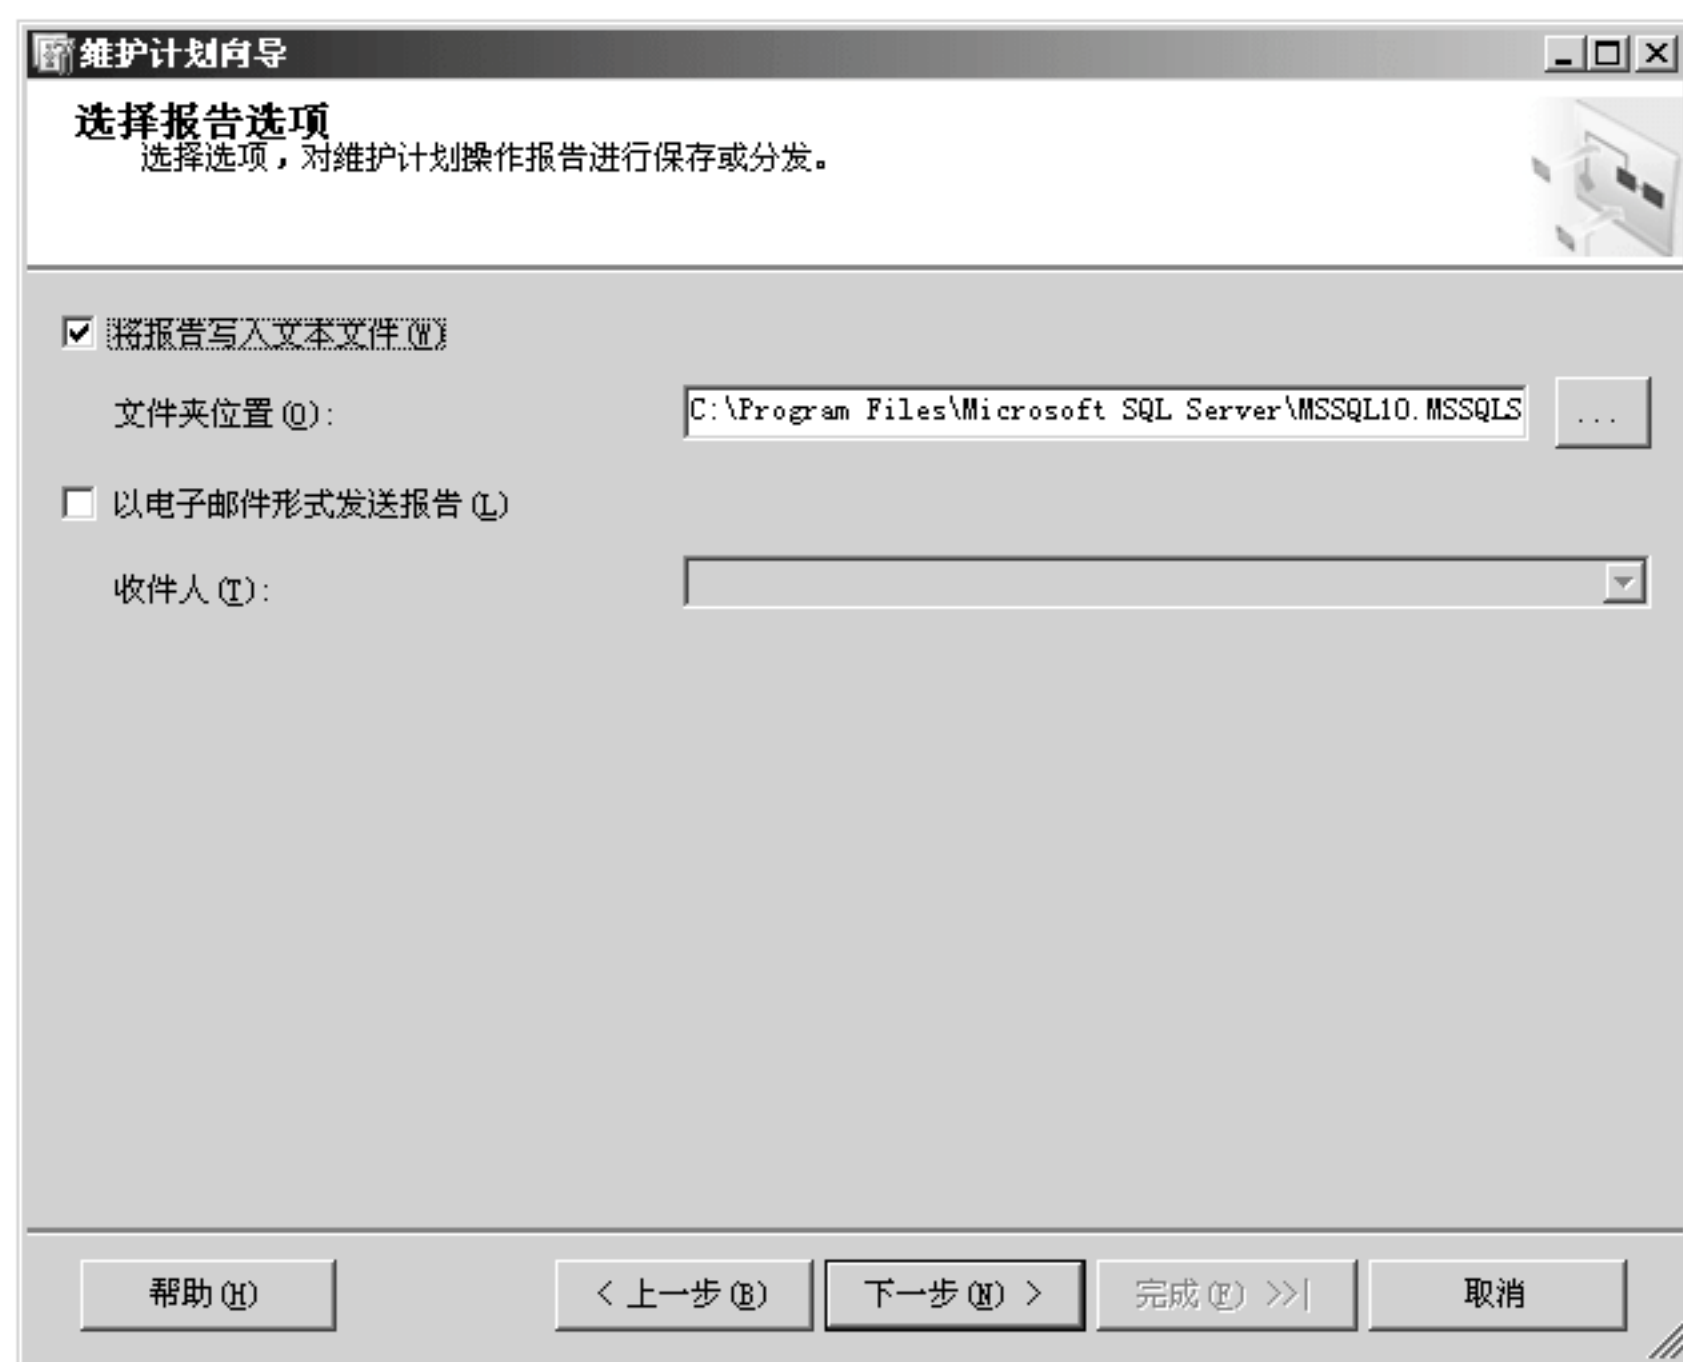 维护计划向导
选择报告选项
选择选项，对维护计划操作报告进行保存或分发。
将报告写入文本文件(W)
文件夹位置(O): C:\Program Files\Microsoft SQL Server\MSSQL10.MSSQLS ...
以电子邮件形式发送报告(L)
收件人(T):
帮助(H) < 上一步(B) 下一步(N) > 完成(F) >>| 取消